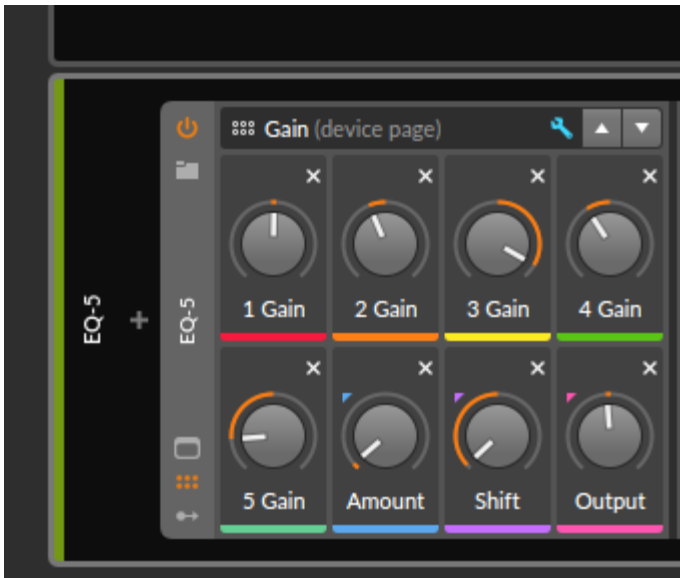 Gain (device page)
EQ-5
EQ-5
1 Gain
2 Gain
3 Gain
4 Gain
5 Gain
Amount
Shift
Output